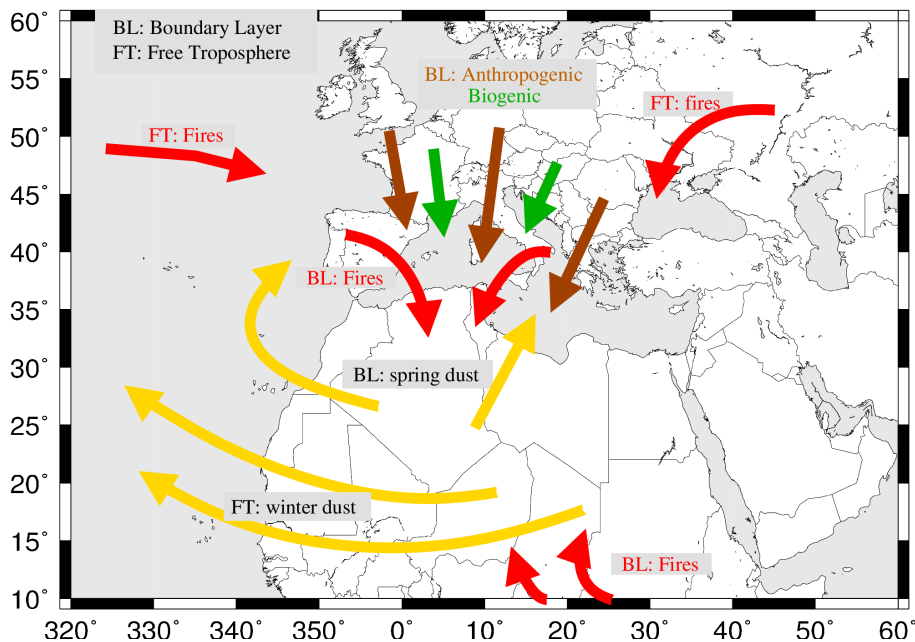 60°
BL: Boundary Layer
FT: Free Troposphere
BL: Anthropogenic
Biogenic
FT: fires
50°
FT: Fires
40°
BL: Fires
BL: spring dust
30°
20°
FT: winter dust
BL: Fires
10°
55°
45°
35°
25°
15°
320° 330° 340° 350° 0° 10° 20° 30° 40° 50° 60°